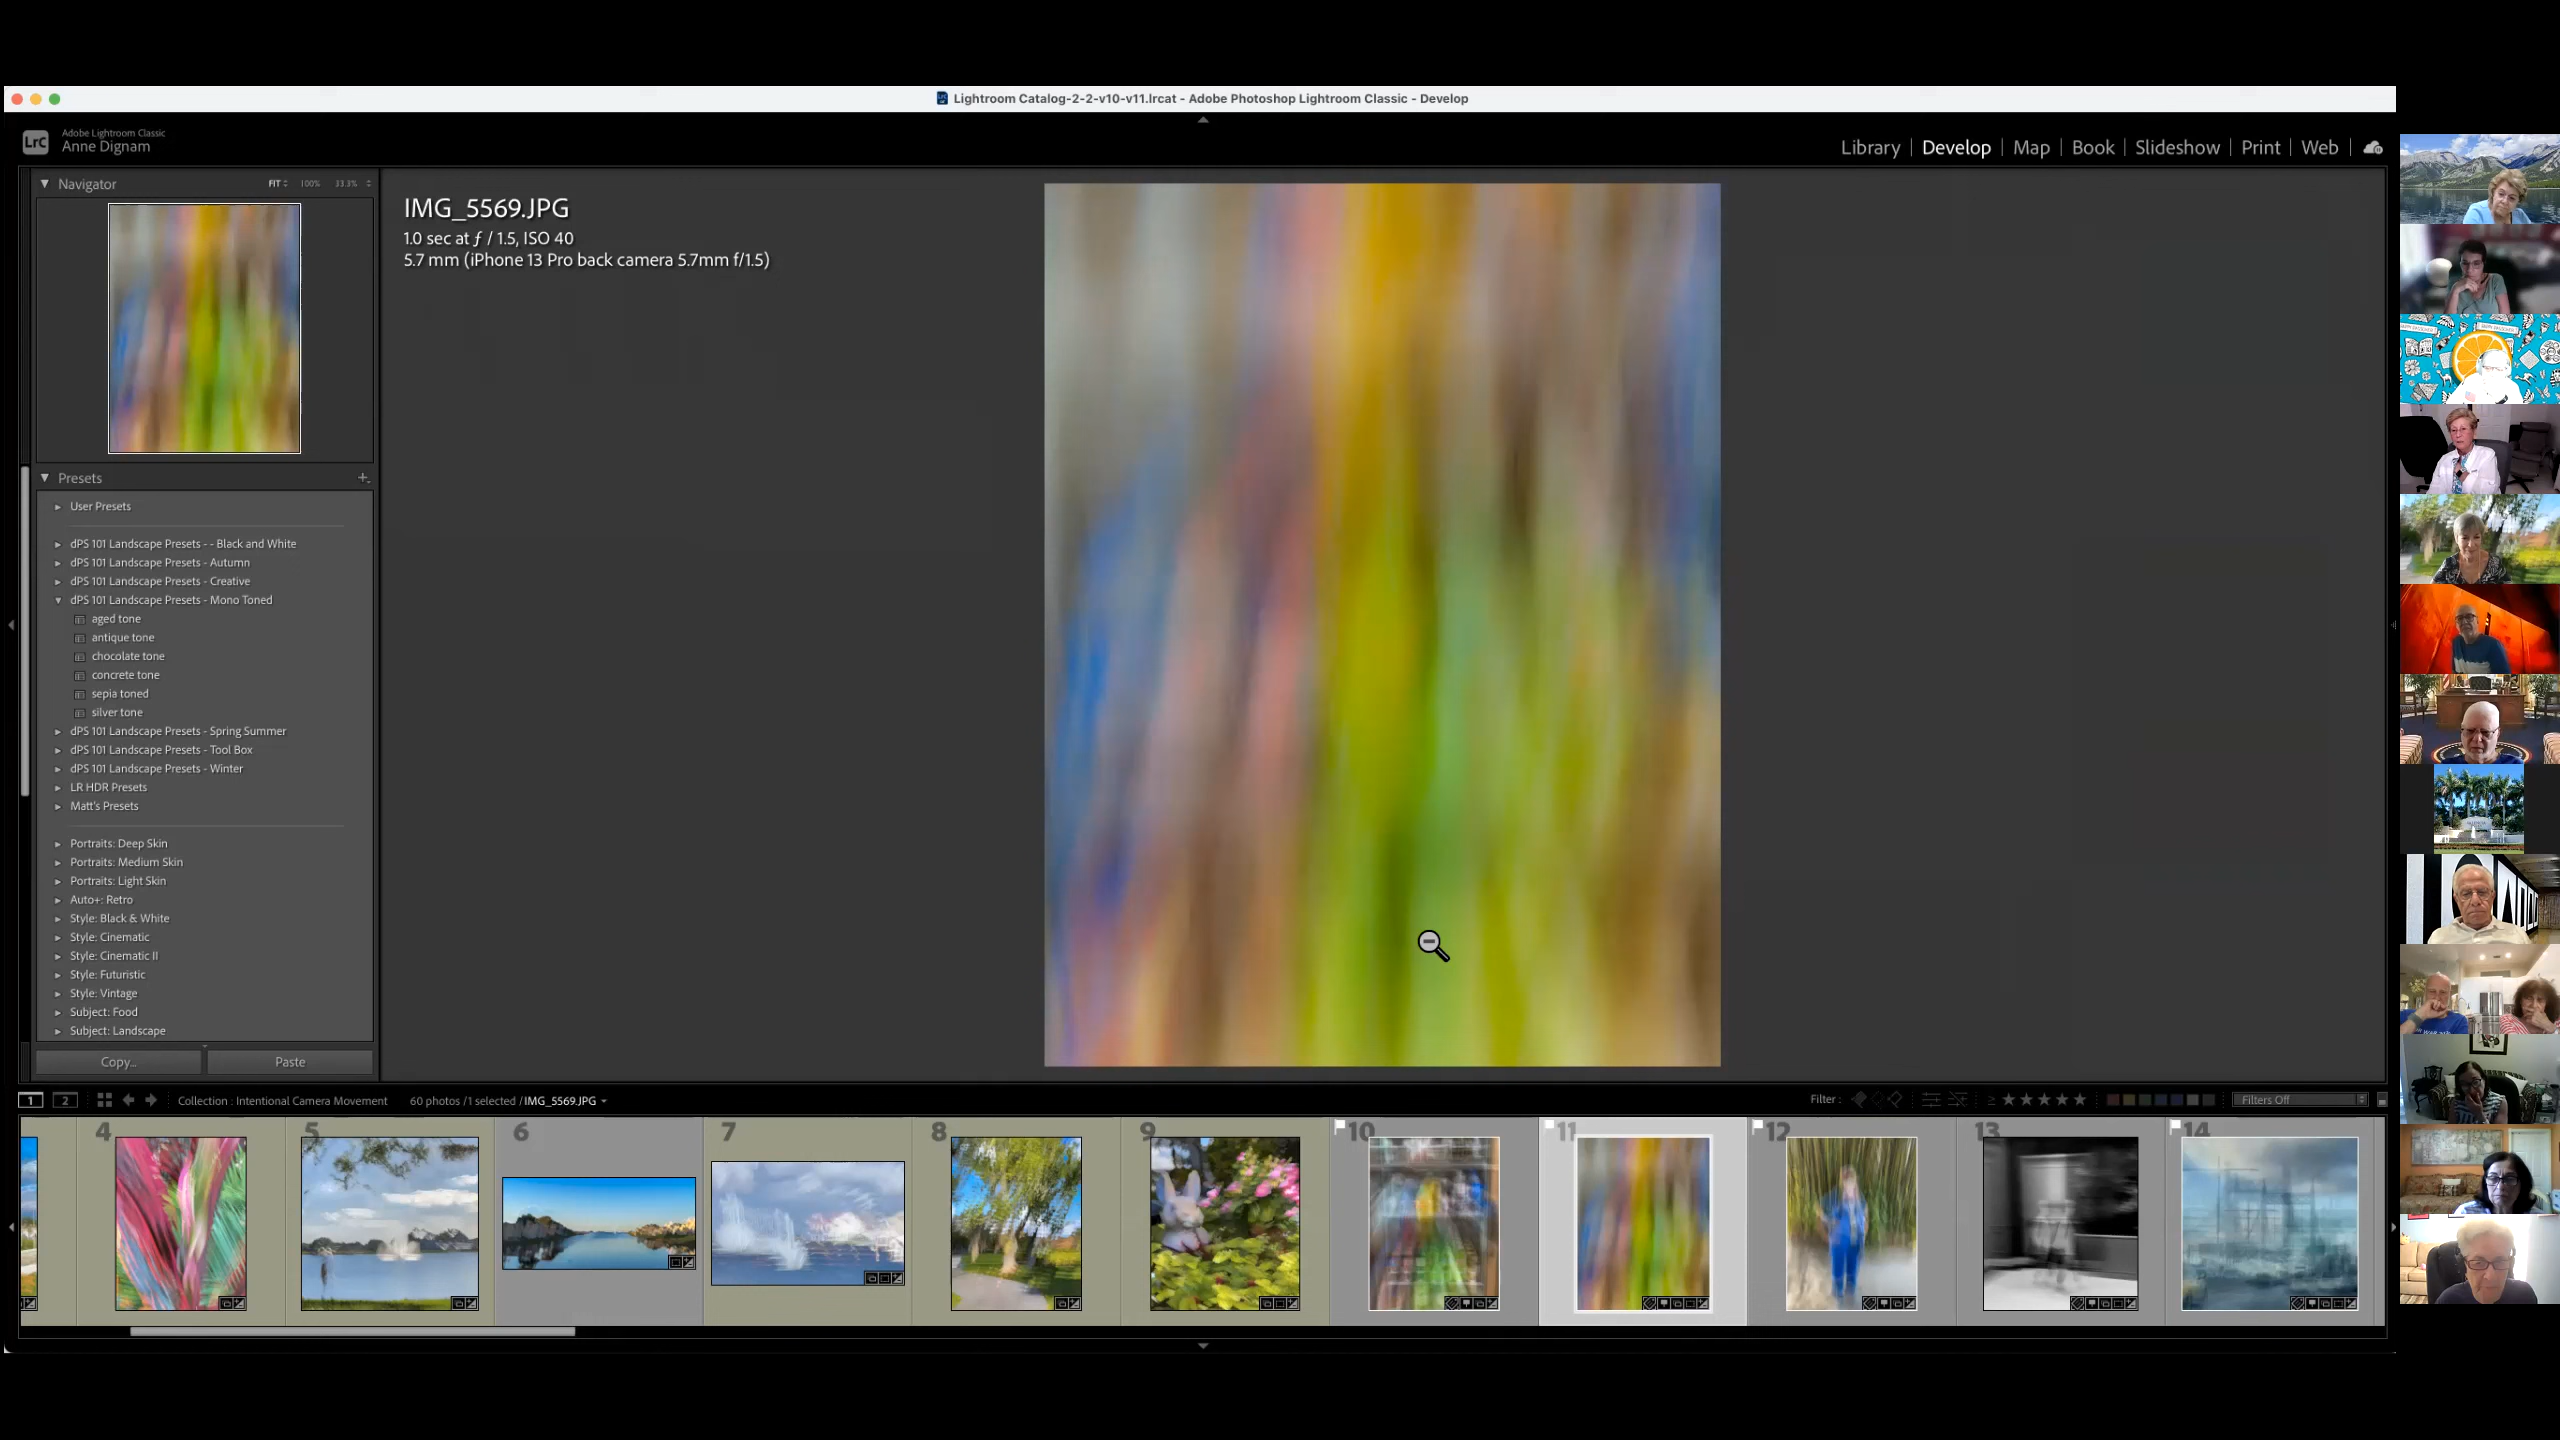 Lightroom Catalog-2-2-v10-v11.lrcat - Adobe Photoshop Lightroom Classic - Develop
LrC
Adobe Lightroom Classic
Anne Dignam
Library | Develop | Map | Book | Slideshow | Print | Web
Navigator
FIT
100%
33.3%
IMG_5569.JPG
1.0 sec at ƒ / 1.5, ISO 40
5.7 mm (iPhone 13 Pro back camera 5.7mm f/1.5)
Presets
User Presets
dPS 101 Landscape Presets - - Black and White
dPS 101 Landscape Presets - Autumn
dPS 101 Landscape Presets - Creative
dPS 101 Landscape Presets - Mono Toned
aged tone
antique tone
chocolate tone
concrete tone
sepia toned
silver tone
dPS 101 Landscape Presets - Spring Summer
dPS 101 Landscape Presets - Tool Box
dPS 101 Landscape Presets - Winter
LR HDR Presets
Matt's Presets
Portraits: Deep Skin
Portraits: Medium Skin
Portraits: Light Skin
Auto+: Retro
Style: Black & White
Style: Cinematic
Style: Cinematic II
Style: Futuristic
Style: Vintage
Subject: Food
Subject: Landscape
Copy...
Paste
1
2
Collection : Intentional Camera Movement
60 photos /1 selected /IMG_5569.JPG
Filter :
Filters Off
4
5
6
7
8
9
10
11
12
13
14